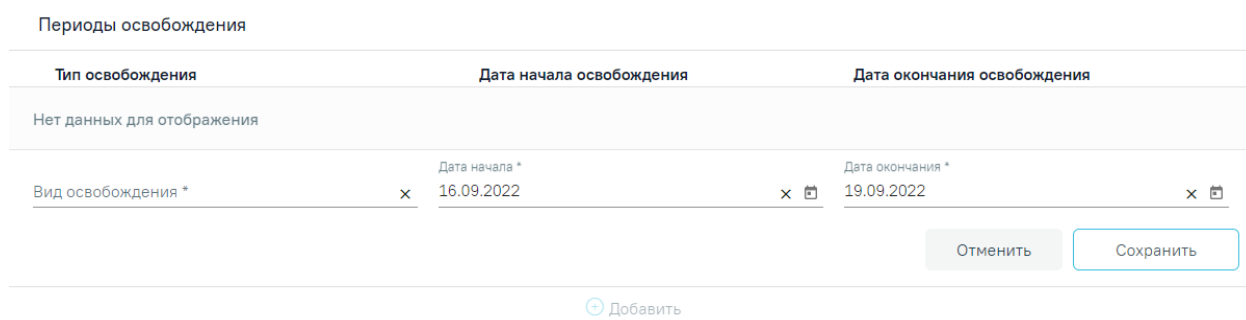 Периоды освобождения
Тип освобождения Дата начала освобождения Дата окончания освобождения
Нет данных для отображения
Дата начала * Дата окончания *
Вид освобождения * 16.09.2022 19.09.2022
Отменить Сохранить
Добавить